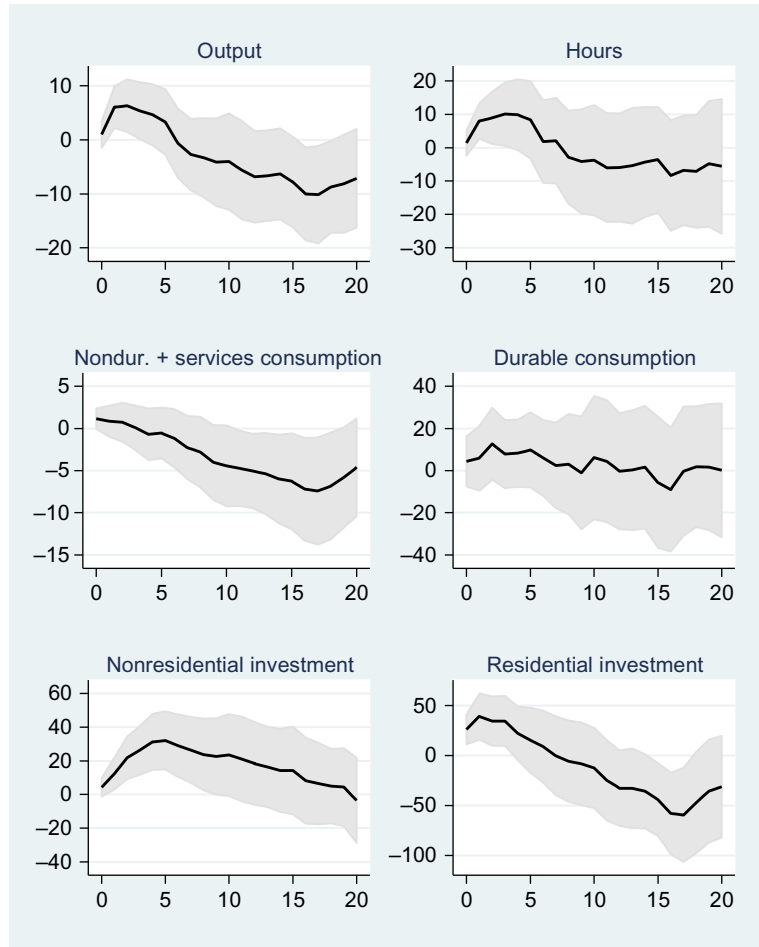 Output
10
0
–10
–20
0 5 10 15 20
Hours
20
10
0
–10
–20
–30
0 5 10 15 20
Nondur. + services consumption
5
0
–5
–10
–15
0 5 10 15 20
Durable consumption
40
20
0
–20
–40
0 5 10 15 20
Nonresidential investment
60
40
20
0
–20
–40
0 5 10 15 20
Residential investment
50
0
–50
–100
0 5 10 15 20